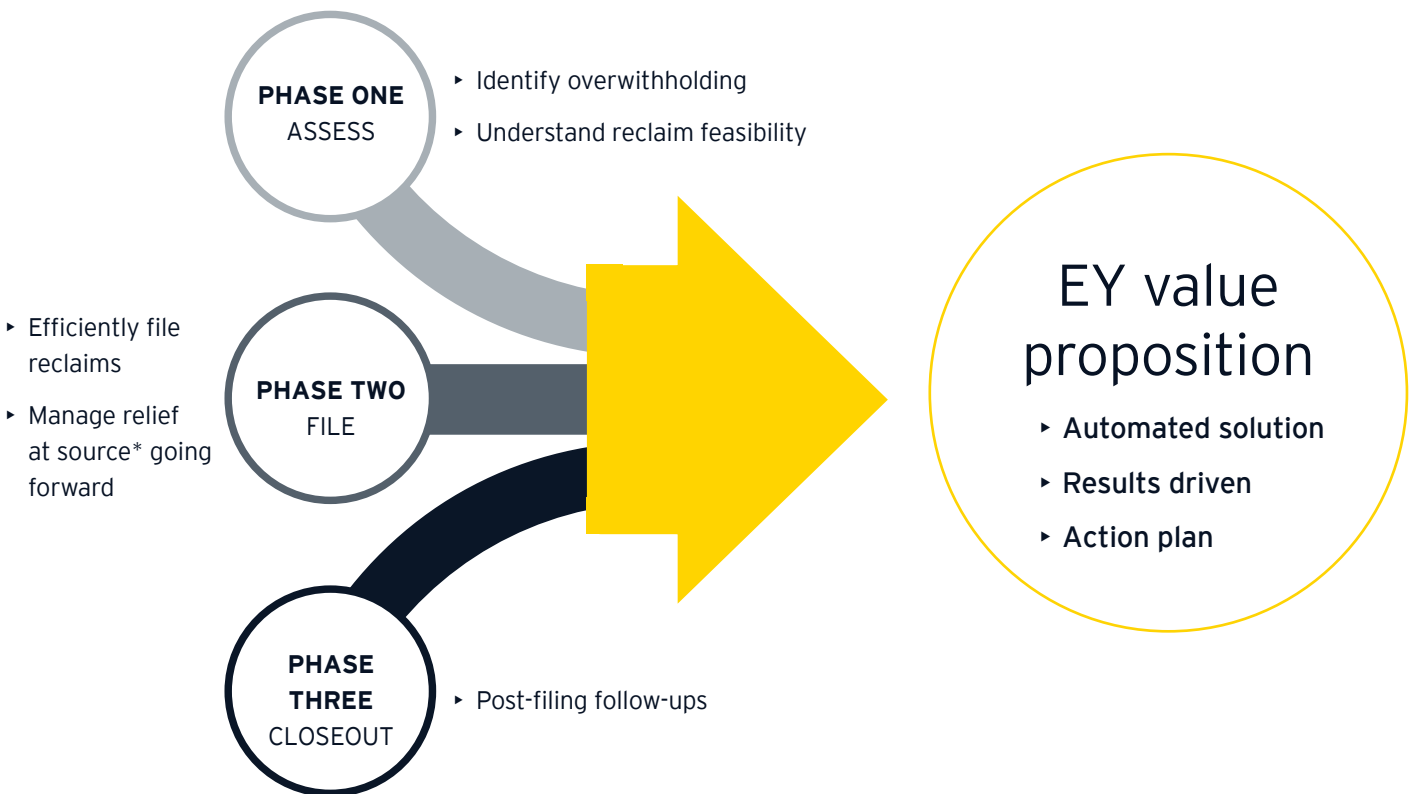 PHASE ONE
ASSESS
‣ Identify overwithholding
‣ Understand reclaim feasibility
‣ Efficiently file
reclaims
‣ Manage relief
at source* going
forward
PHASE TWO
FILE
PHASE
THREE
CLOSEOUT
‣ Post-filing follow-ups
EY value
proposition
‣ Automated solution
‣ Results driven
‣ Action plan